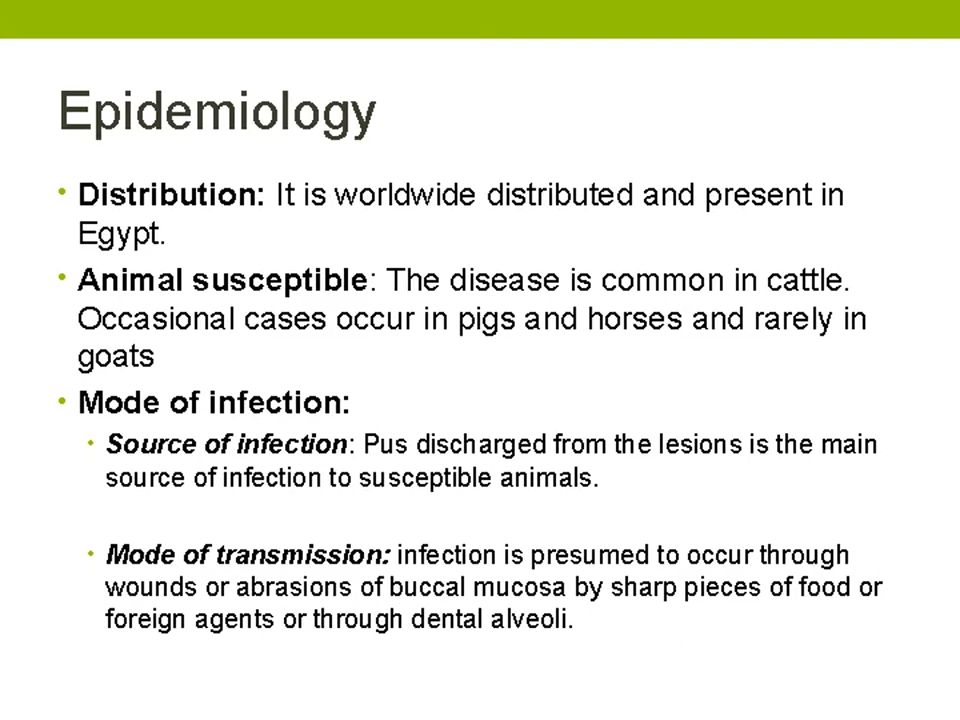 Epidemiology
• Distribution: It is worldwide distributed and present in
Egypt.
• Animal susceptible: The disease is common in cattle.
Occasional cases occur in pigs and horses and rarely in
goats
• Mode of infection:
• Source of infection: Pus discharged from the lesions is the main
source of infection to susceptible animals.
• Mode of transmission: infection is presumed to occur through
wounds or abrasions of buccal mucosa by sharp pieces of food or
foreign agents or through dental alveoli.